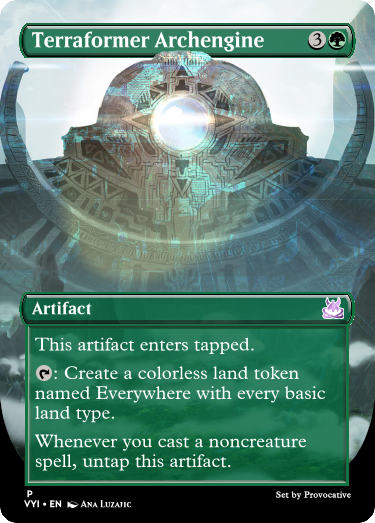 Terraformer Archengine 3
Artifact
This artifact enters tapped.
: Create a colorless land token
named Everywhere with every basic
land type.
Whenever you cast a noncreature
spell, untap this artifact.
P
VYI • EN Ana Luzajic
Set by Provocative